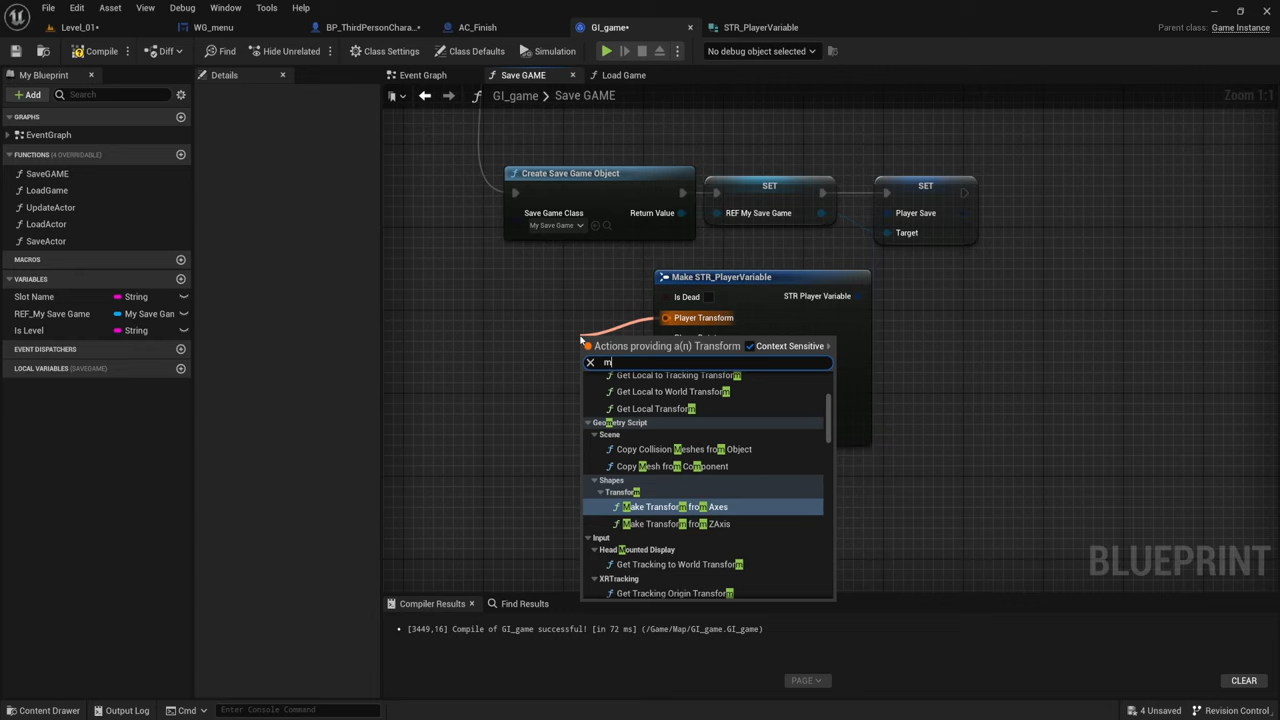 File Edit Asset View Debug Window Tools Help
Level_01• WG_menu BP_ThirdPersonChara...• AC_Finish GI_game• STR_PlayerVariable
Parent class: Game Instance
Compile Diff Find Hide Unrelated Class Settings Class Defaults Simulation No debug object selected
My Blueprint Details Event Graph Save GAME Load Game
Add Search GI_game > Save GAME Zoom 1:1
GRAPHS
EventGraph
FUNCTIONS (4 OVERRIDABLE)
SaveGAME
LoadGame
UpdateActor
LoadActor
SaveActor
MACROS
VARIABLES
Slot Name String
REF_My Save Game My Save Gan
Is Level String
EVENT DISPATCHERS
LOCAL VARIABLES (SAVEGAME)
Create Save Game Object
Save Game Class Return Value
My Save Game
SET
REF My Save Game
SET
Player Save
Target
Make STR_PlayerVariable
Is Dead STR Player Variable
Player Transform
Actions providing a(n) Transform Context Sensitive
m
Get Local to Tracking Transform
Get Local to World Transform
Get Local Transform
Geometry Script
Scene
Copy Collision Meshes from Object
Copy Mesh from Component
Shapes
Transform
Make Transform from Axes
Make Transform from ZAxis
Input
Head Mounted Display
Get Tracking to World Transform
XRTracking
Get Tracking Origin Transform
BLUEPRINT
Compiler Results Find Results
[3449,16] Compile of GI_game successful! [in 72 ms] (/Game/Map/GI_game.GI_game)
PAGE CLEAR
Content Drawer Output Log Cmd Enter Console Command 4 Unsaved Revision Control